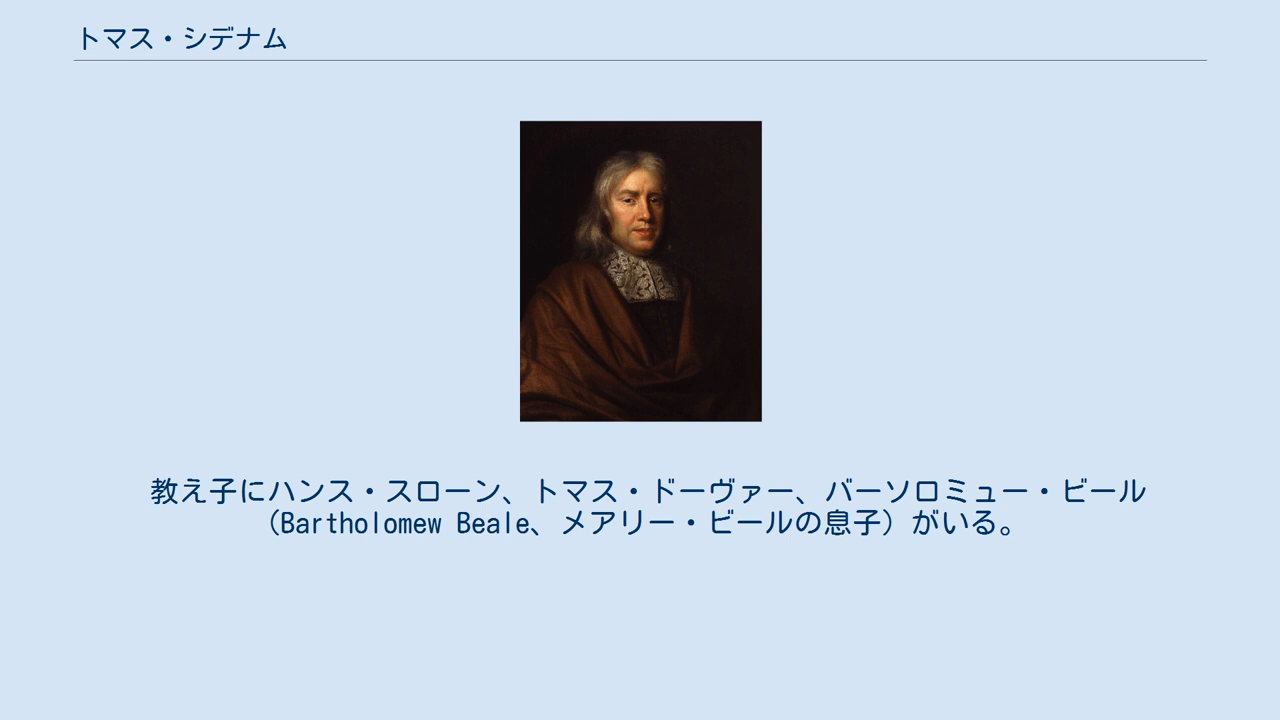 トマス・シデナム
教え子にハンス・スローン、トマス・ドーヴァー、バーソロミュー・ビール
（Bartholomew Beale、メアリー・ビールの息子）がいる。